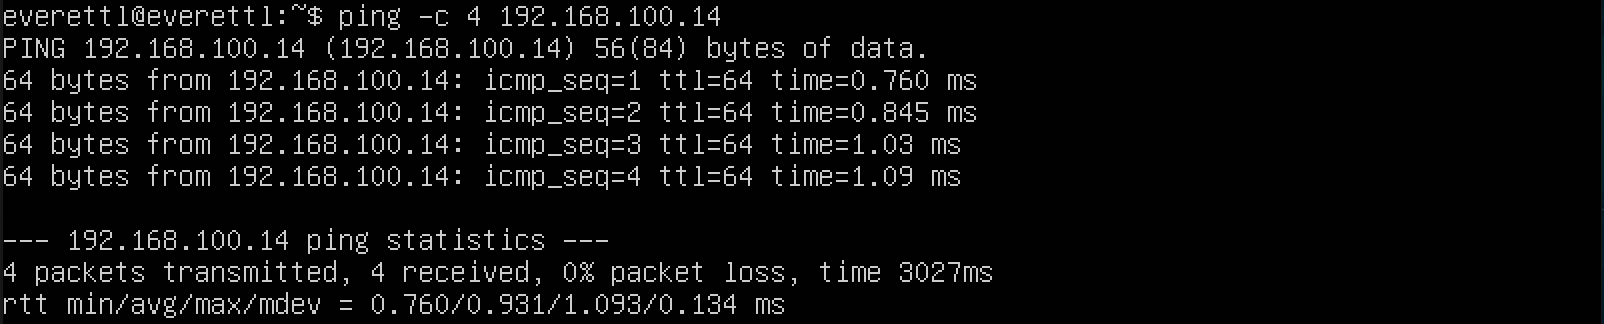 everettl@everettl:~$ ping -c 4 192.168.100.14
PING 192.168.100.14 (192.168.100.14) 56(84) bytes of data.
64 bytes from 192.168.100.14: icmp_seq=1 ttl=64 time=0.760 ms
64 bytes from 192.168.100.14: icmp_seq=2 ttl=64 time=0.845 ms
64 bytes from 192.168.100.14: icmp_seq=3 ttl=64 time=1.03 ms
64 bytes from 192.168.100.14: icmp_seq=4 ttl=64 time=1.09 ms

--- 192.168.100.14 ping statistics ---
4 packets transmitted, 4 received, 0% packet loss, time 3027ms
rtt min/avg/max/mdev = 0.760/0.931/1.093/0.134 ms